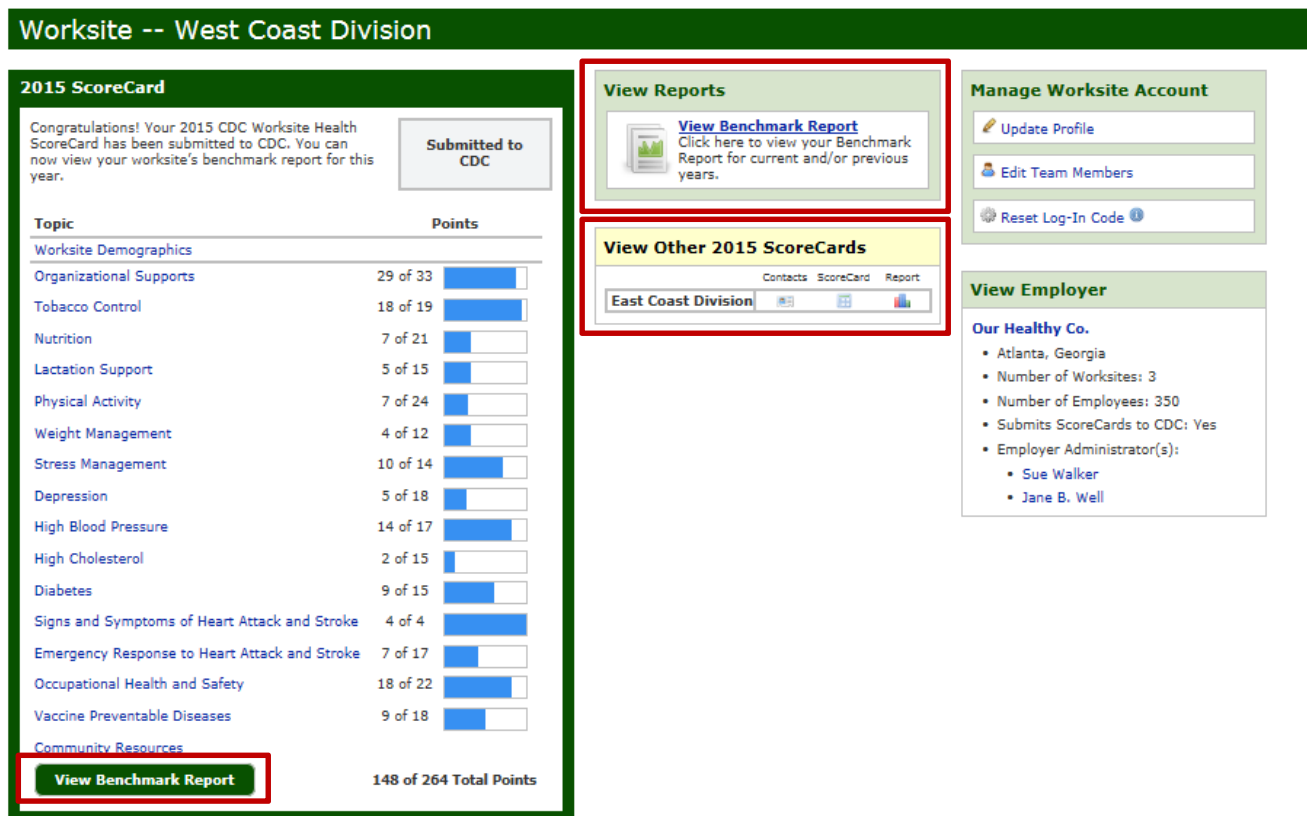 Worksite -- West Coast Division
2015 ScoreCard
Congratulations! Your 2015 CDC Worksite Health
ScoreCard has been submitted to CDC. You can
now view your worksite's benchmark report for this
year.
Submitted to
CDC
Topic Points
Worksite Demographics
Organizational Supports 29 of 33
Tobacco Control 18 of 19
Nutrition 7 of 21
Lactation Support 5 of 15
Physical Activity 7 of 24
Weight Management 4 of 12
Stress Management 10 of 14
Depression 5 of 18
High Blood Pressure 14 of 17
High Cholesterol 2 of 15
Diabetes 9 of 15
Signs and Symptoms of Heart Attack and Stroke 4 of 4
Emergency Response to Heart Attack and Stroke 7 of 17
Occupational Health and Safety 18 of 22
Vaccine Preventable Diseases 9 of 18
Community Resources
View Benchmark Report 148 of 264 Total Points
View Reports
View Benchmark Report
Click here to view your Benchmark
Report for current and/or previous
years.
View Other 2015 ScoreCards
Contacts ScoreCard Report
East Coast Division
Manage Worksite Account
Update Profile
Edit Team Members
Reset Log-In Code
View Employer
Our Healthy Co.
• Atlanta, Georgia
• Number of Worksites: 3
• Number of Employees: 350
• Submits ScoreCards to CDC: Yes
• Employer Administrator(s):
• Sue Walker
• Jane B. Well